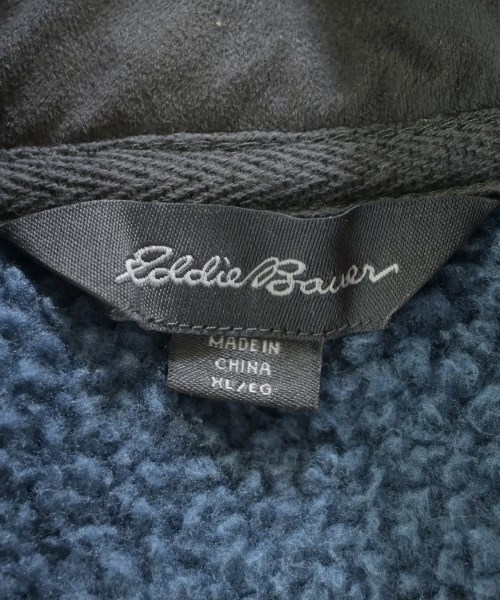 Eddie Bauer
MADE IN
CHINA
XL/EG